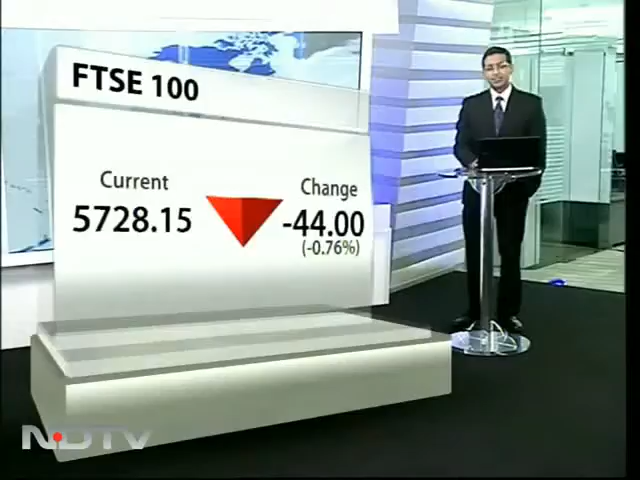 FTSE 100
Current
Change
5728.15
-44.00
(-0.76%)
NDTV